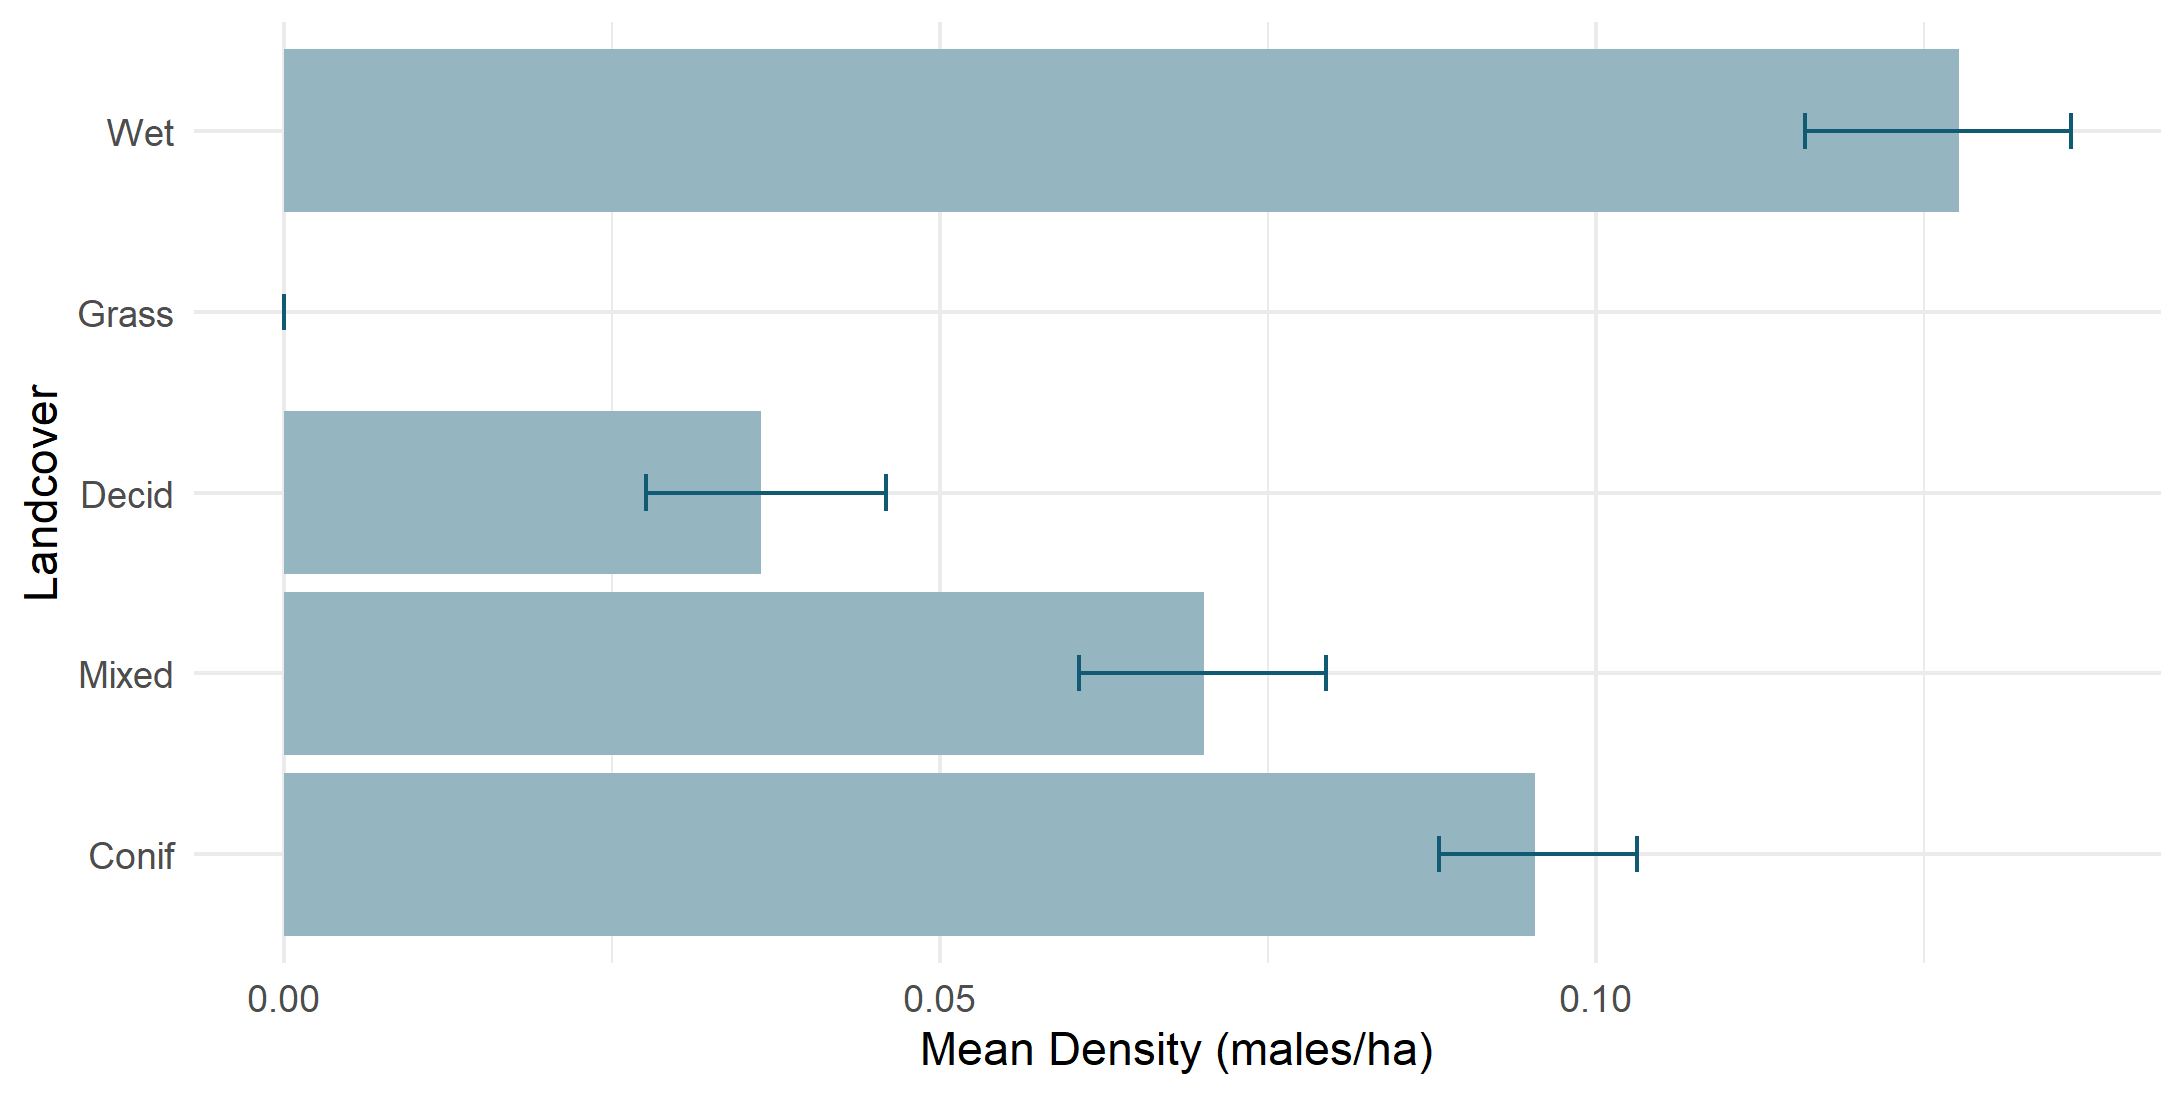 Landcover
Wet
Grass
Decid
Mixed
Conif
0.00 0.05 0.10
Mean Density (males/ha)